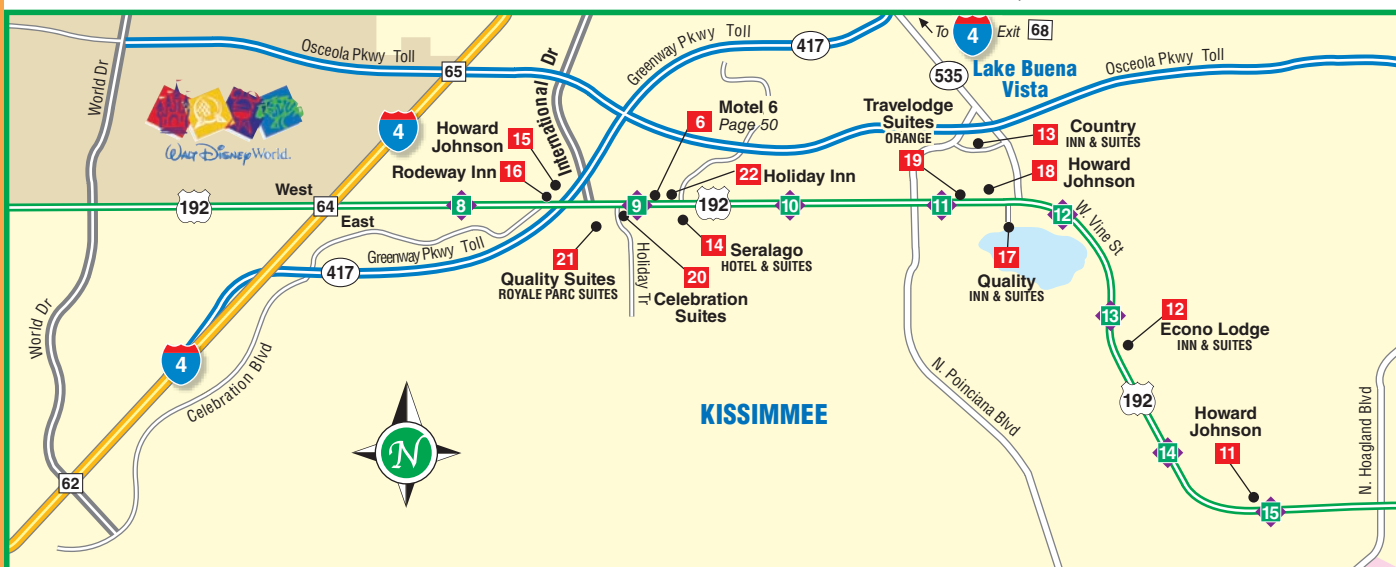 To
4
Exit
68
Osceola Pkwy Toll
65
International Dr
Greenway Pkwy Toll
417
535
Lake Buena
Vista
Osceola Pkwy Toll
World Dr
WALT DISNEY World.
4
Howard
Johnson
15
Rodeway Inn
16
6
Motel 6
Page 50
Travelodge
Suites
ORANGE
19
13
Country
INN & SUITES
18
Howard
Johnson
22
Holiday Inn
West
192
64
East
8
9
192
10
11
12
W. Vine St
Greenway Pkwy Toll
417
21
Quality Suites
ROYALE PARC SUITES
Holiday Tr
14
Seralago
HOTEL & SUITES
20
Celebration
Suites
17
Quality
INN & SUITES
13
12
Econo Lodge
INN & SUITES
World Dr
4
Celebration Blvd
N
KISSIMMEE
N. Poinciana Blvd
192
Howard
Johnson
11
14
15
N. Hoagland Blvd
62